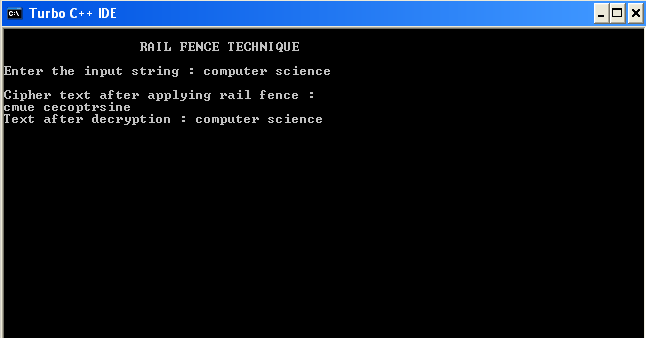 Turbo C++ IDE
RAIL FENCE TECHNIQUE
Enter the input string : computer science
Cipher text after applying rail fence :
cmue cecoptrsine
Text after decryption : computer science